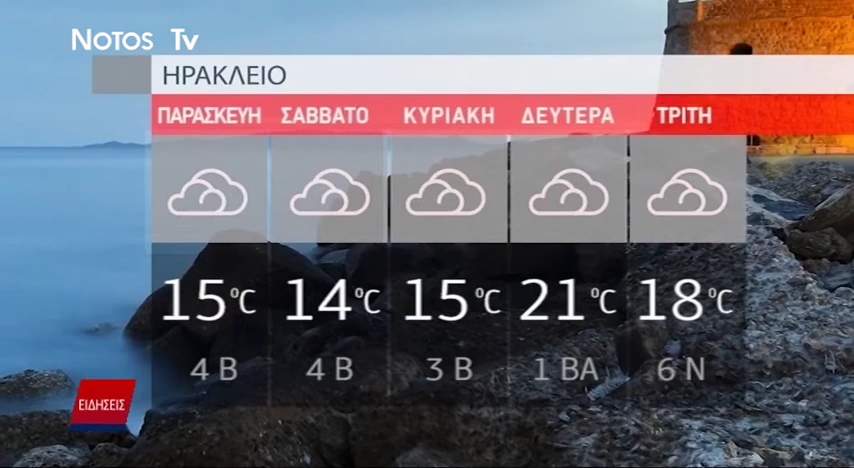 NOTOS TV
ΗΡΑΚΛΕΙΟ
ΠΑΡΑΣΚΕΥΗ ΣΑΒΒΑΤΟ ΚΥΡΙΑΚΗ ΔΕΥΤΕΡΑ ΤΡΙΤΗ
15°C 14°C 15°C 21°C 18°C
4 Β 4 Β 3 Β 1 ΒΑ 6 Ν
ΕΙΔΗΣΕΙΣ